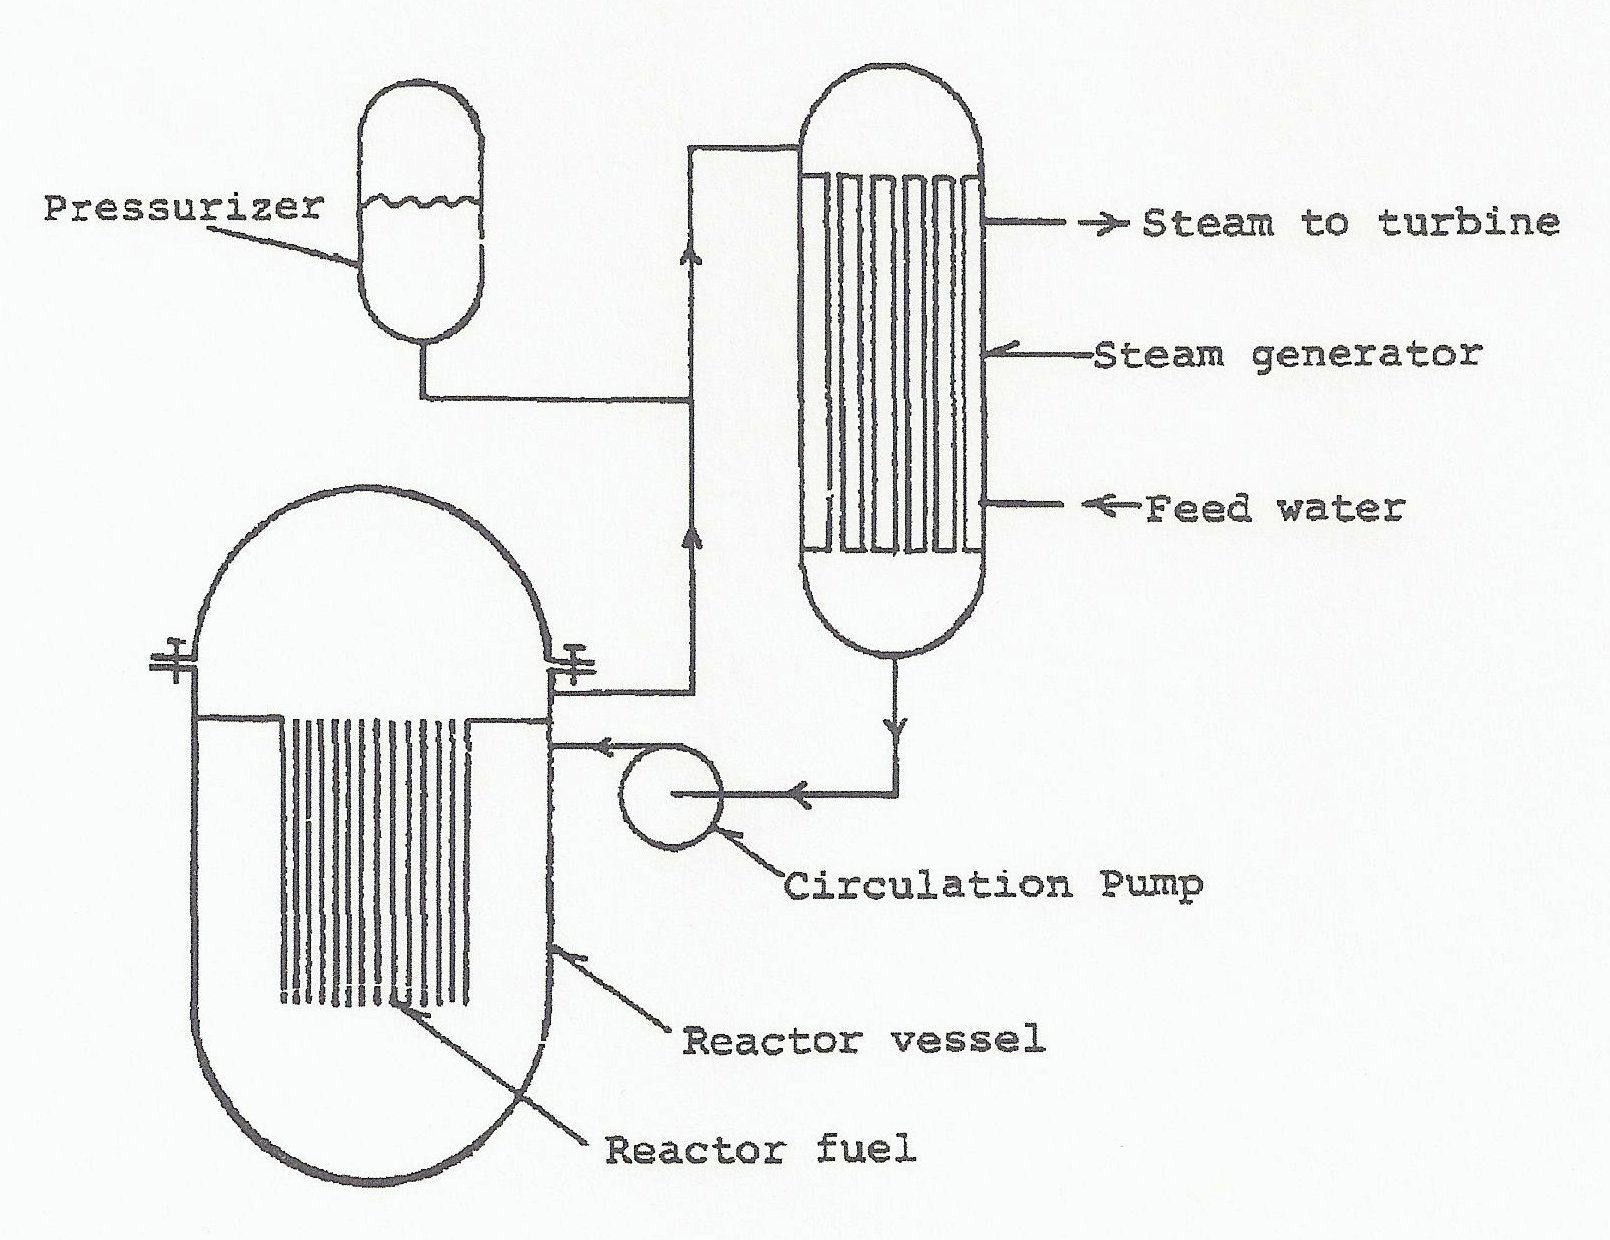 Pressurizer
Steam to turbine
Steam generator
Feed water
Circulation Pump
Reactor vessel
Reactor fuel